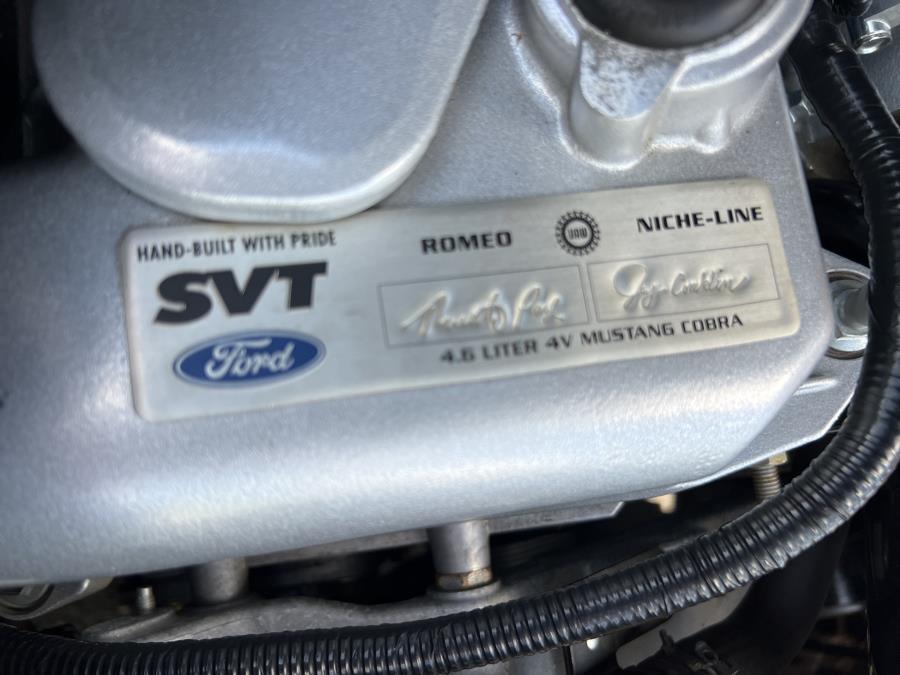 HAND-BUILT WITH PRIDE
SVT
Ford
ROMEO
UAW
NICHE-LINE
4.6 LITER 4V MUSTANG COBRA